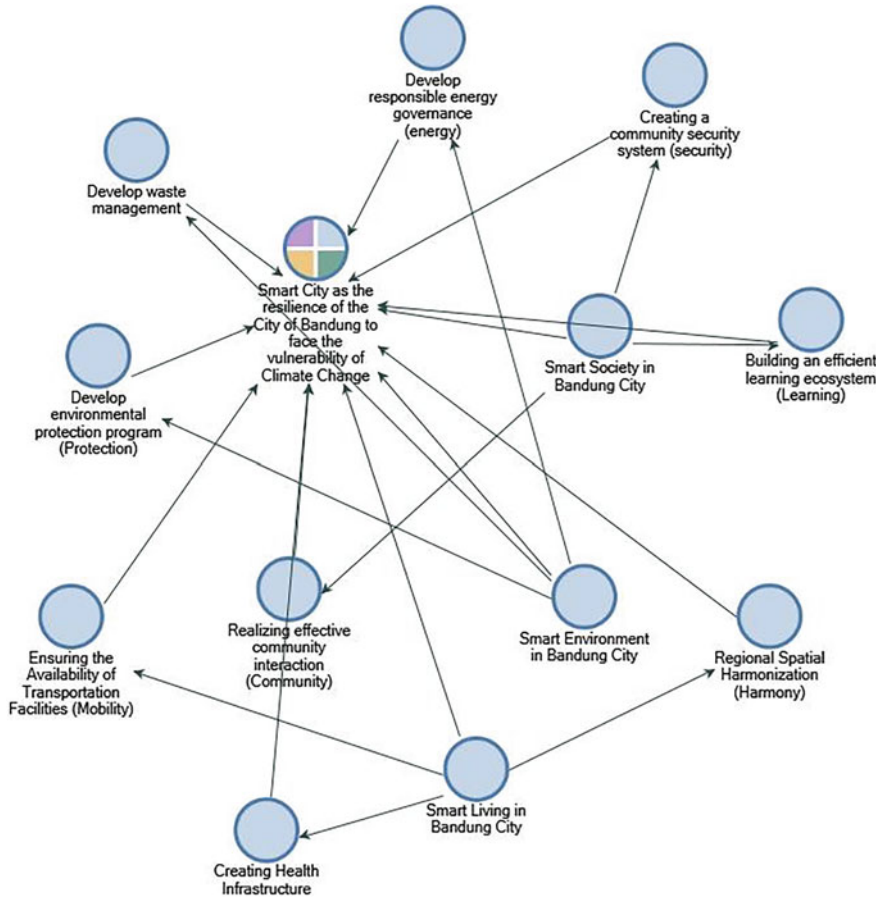 Develop
responsible energy
governance
(energy)
Creating a
community security
system (security)
Develop waste
management
Smart City as the
resilience of the
City of Bandung to
face the
vulnerability of
Climate Change
Smart Society in
Bandung City
Building an efficient
learning ecosystem
(Learning)
Develop
environmental
protection program
(Protection)
Realizing effective
community
interaction
(Community)
Smart Environment
in Bandung City
Ensuring the
Availability of
Transportation
Facilities (Mobility)
Regional Spatial
Harmonization
(Harmony)
Smart Living in
Bandung City
Creating Health
Infrastructure